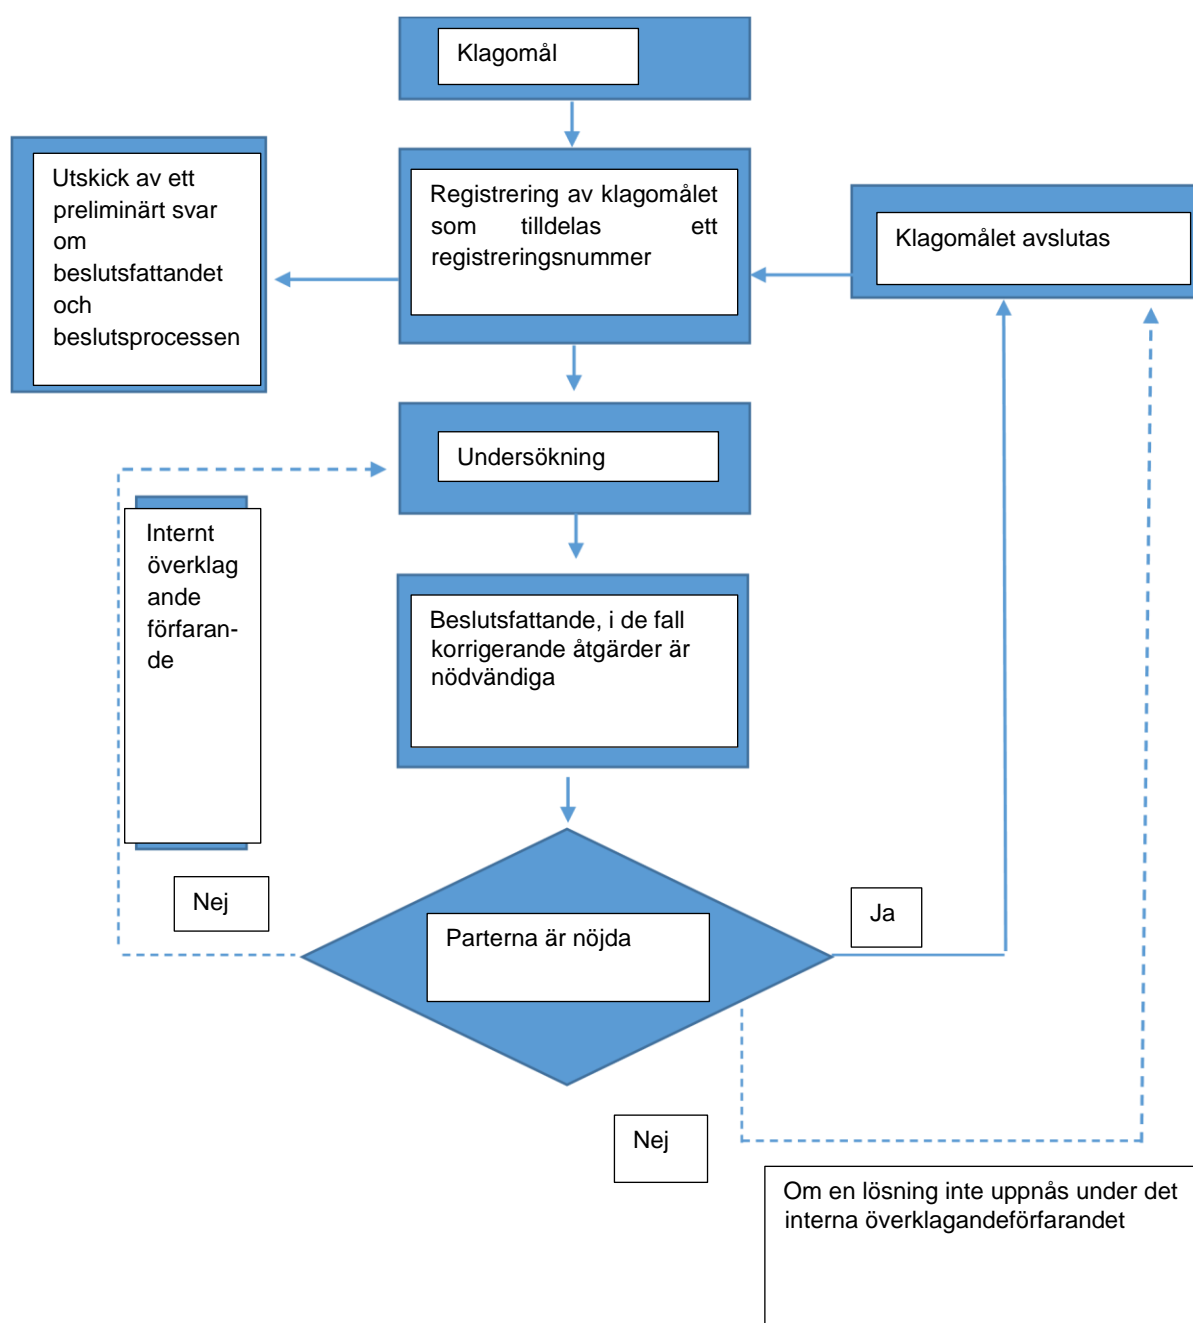 Klagomål
Utskick av ett
preliminärt svar
om
beslutsfattandet
och
beslutsprocessen
Registrering av klagomålet
som tilldelas ett
registreringsnummer
Klagomålet avslutas
Undersökning
Internt
överklag
ande
förfaran-
de
Beslutsfattande, i de fall
korrigerande åtgärder är
nödvändiga
Nej
Parterna är nöjda
Ja
Nej
Om en lösning inte uppnås under det
interna överklagandeförfarandet